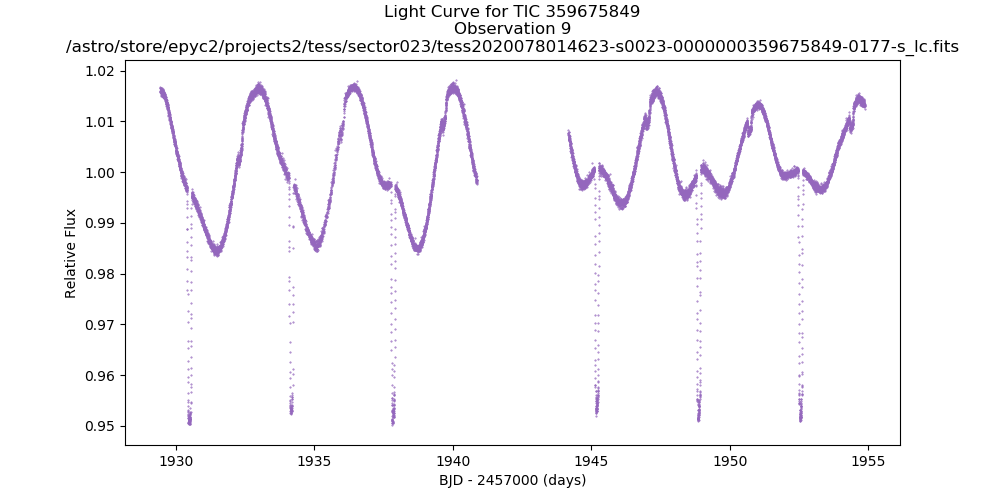 Light Curve for TIC 359675849
Observation 9
/astro/store/epyc2/projects2/tess/sector023/tess2020078014623-s0023-0000000359675849-0177-s_lc.fits
1.02
1.01
1.00
0.99
0.98
0.97
0.96
0.95
Relative Flux
1930
1935
1940
1945
1950
1955
BJD - 2457000 (days)